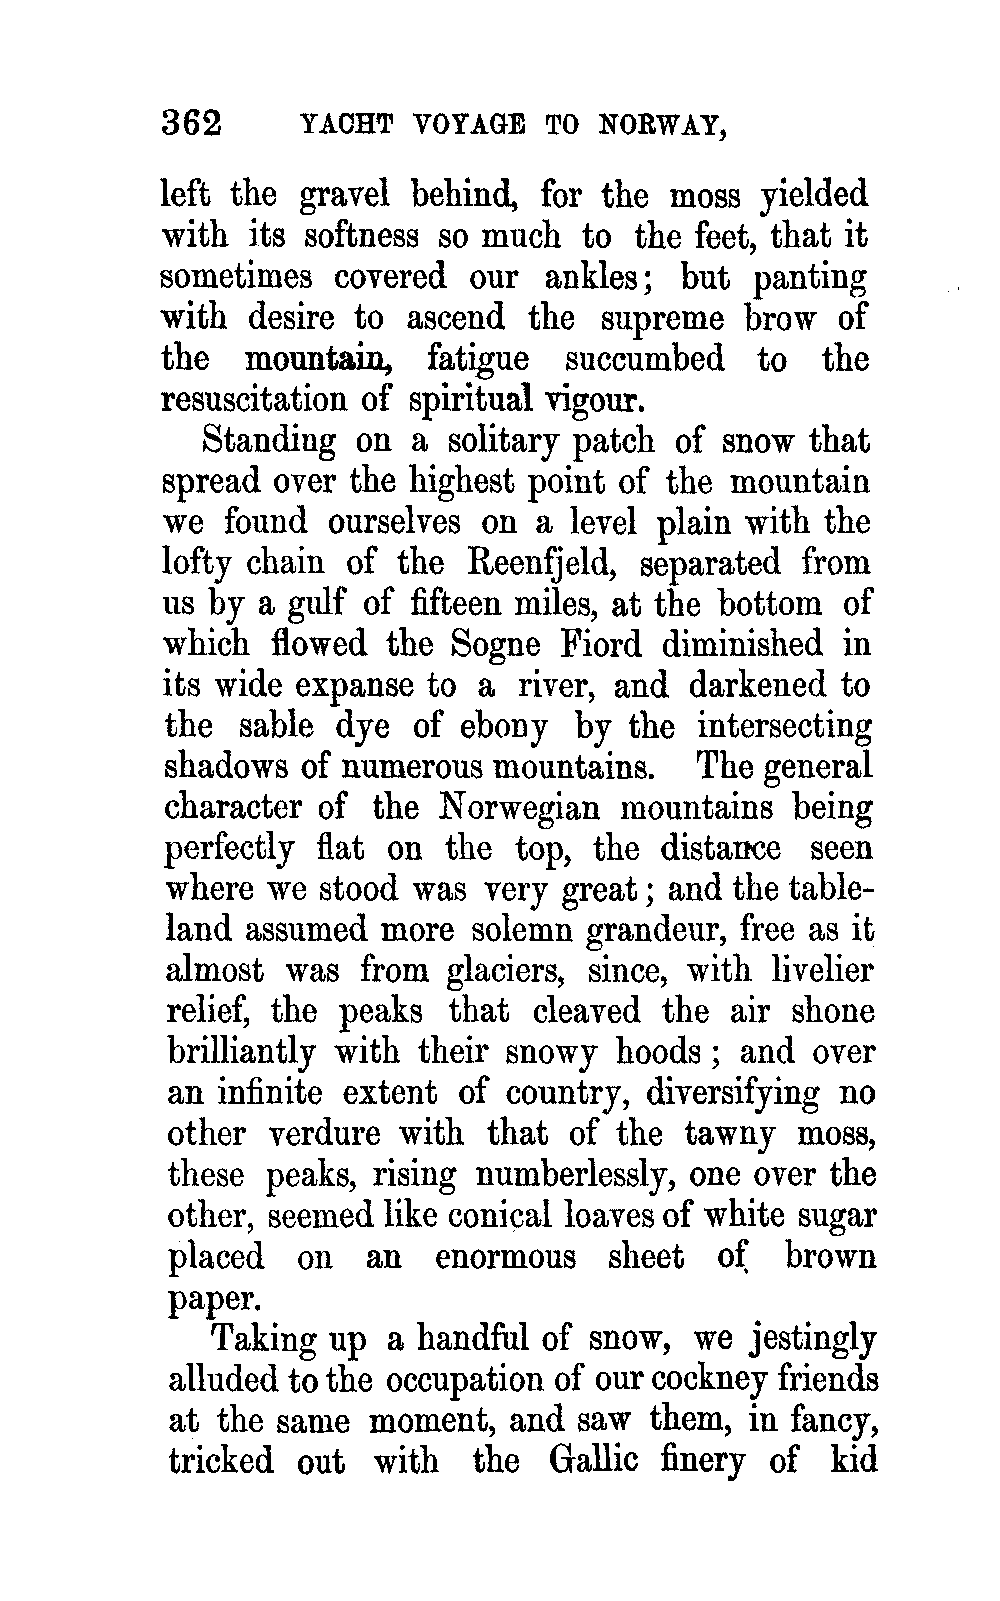 362 YACHT VOYAGE TO NORWAY,
left the gravel behind, for the moss yielded
with its softness so much to the feet, that it
sometimes covered our ankles; but panting
with desire to ascend the supreme brow of
the mountain, fatigue succumbed to the
resuscitation of spiritual vigour.
Standing on a solitary patch of snow that
spread over the highest point of the mountain
we found ourselves on a level plain with the
lofty chain of the Reenfjeld, separated from
us by a gulf of fifteen miles, at the bottom of
which flowed the Sogne Fiord diminished in
its wide expanse to a river, and darkened to
the sable dye of ebony by the intersecting
shadows of numerous mountains. The general
character of the Norwegian mountains being
perfectly flat on the top, the distance seen
where we stood was very great; and the table-
land assumed more solemn grandeur, free as it
almost was from glaciers, since, with livelier
relief, the peaks that cleaved the air shone
brilliantly with their snowy hoods; and over
an infinite extent of country, diversifying no
other verdure with that of the tawny moss,
these peaks, rising numberlessly, one over the
other, seemed like conical loaves of white sugar
placed on an enormous sheet of brown
paper.
Taking up a handful of snow, we jestingly
alluded to the occupation of our cockney friends
at the same moment, and saw them, in fancy,
tricked out with the Gallic finery of kid